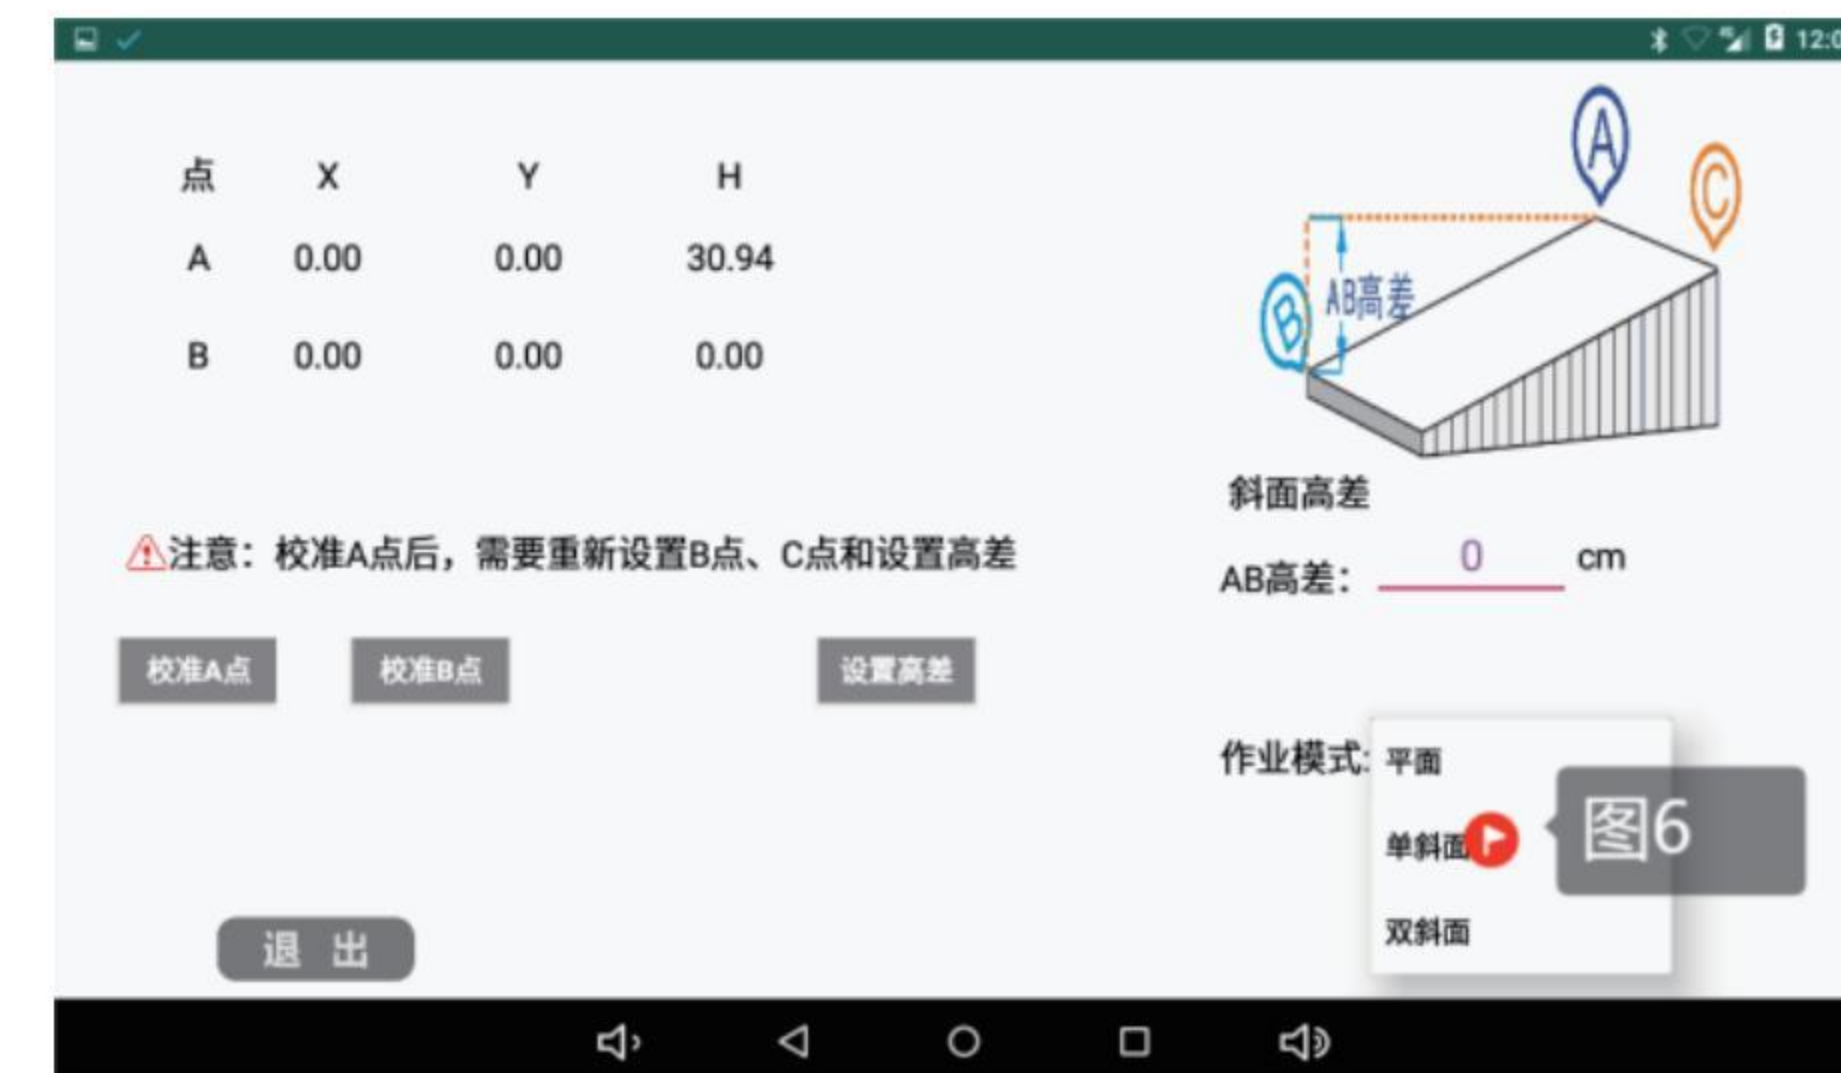 12:0
点 X Y H
A 0.00 0.00 30.94
B 0.00 0.00 0.00
A
C
B
AB高差
斜面高差
AB高差： 0 cm
注意：校准A点后，需要重新设置B点、C点和设置高差
校准A点 校准B点 设置高差
作业模式: 平面
单斜面
双斜面
图6
退 出